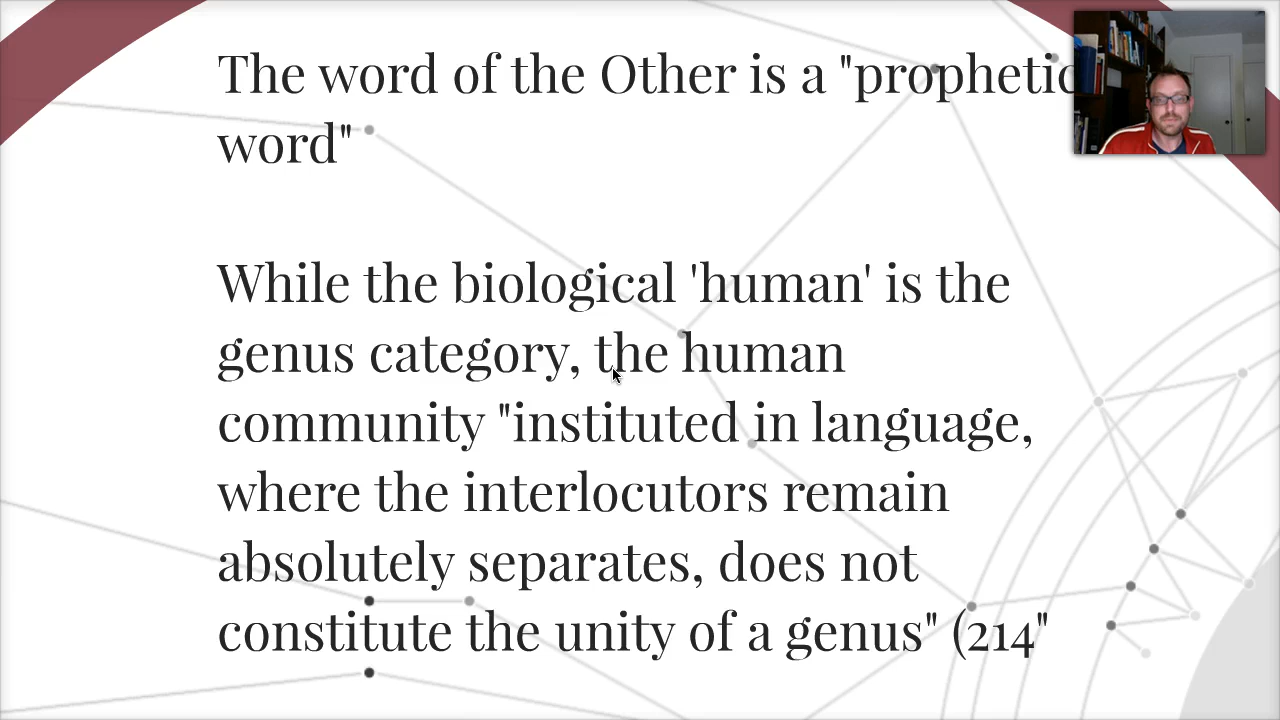 The word of the Other is a "prophetic
word"
While the biological 'human' is the
genus category, the human
community "instituted in language,
where the interlocutors remain
absolutely separates, does not
constitute the unity of a genus" (214"